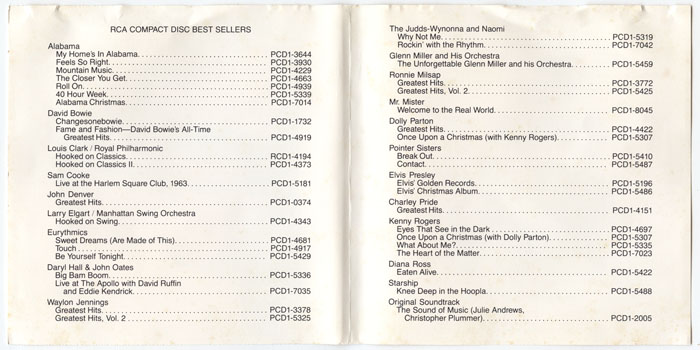 RCA COMPACT DISC BEST SELLERS
Alabama
My Home's In Alabama. . . . . . . . . . . . . . . . . . . . . . . . . . . . . PCD1-3644
Feels So Right. . . . . . . . . . . . . . . . . . . . . . . . . . . . . PCD1-3930
Mountain Music. . . . . . . . . . . . . . . . . . . . . . . . . . . . . PCD1-4229
The Closer You Get. . . . . . . . . . . . . . . . . . . . . . . . . . . . . PCD1-4663
Roll On. . . . . . . . . . . . . . . . . . . . . . . . . . . . . PCD1-4939
40 Hour Week. . . . . . . . . . . . . . . . . . . . . . . . . . . . . PCD1-5339
Alabama Christmas. . . . . . . . . . . . . . . . . . . . . . . . . . . . . PCD1-7014
David Bowie
Changesonebowie. . . . . . . . . . . . . . . . . . . . . . . . . . . . . PCD1-1732
Fame and Fashion—David Bowie's All-Time
Greatest Hits. . . . . . . . . . . . . . . . . . . . . . . . . . . . . PCD1-4919
Louis Clark / Royal Philharmonic
Hooked on Classics. . . . . . . . . . . . . . . . . . . . . . . . . . . . . RCD1-4194
Hooked on Classics II. . . . . . . . . . . . . . . . . . . . . . . . . . . . . PCD1-4373
Sam Cooke
Live at the Harlem Square Club, 1963. . . . . . . . . . . . . . . . . . . . PCD1-5181
John Denver
Greatest Hits. . . . . . . . . . . . . . . . . . . . . . . . . . . . . PCD1-0374
Larry Elgart / Manhattan Swing Orchestra
Hooked on Swing. . . . . . . . . . . . . . . . . . . . . . . . . . . . . PCD1-4343
Eurythmics
Sweet Dreams (Are Made of This). . . . . . . . . . . . . . . . . . . . . PCD1-4681
Touch . . . . . . . . . . . . . . . . . . . . . . . . . . . . . PCD1-4917
Be Yourself Tonight. . . . . . . . . . . . . . . . . . . . . . . . . . . . . PCD1-5429
Daryl Hall & John Oates
Big Bam Boom. . . . . . . . . . . . . . . . . . . . . . . . . . . . . PCD1-5336
Live at The Apollo with David Ruffin
and Eddie Kendrick. . . . . . . . . . . . . . . . . . . . . . . . . . . . . PCD1-7035
Waylon Jennings
Greatest Hits. . . . . . . . . . . . . . . . . . . . . . . . . . . . . PCD1-3378
Greatest Hits, Vol. 2 . . . . . . . . . . . . . . . . . . . . . . . . . . . . . PCD1-5325
The Judds-Wynonna and Naomi
Why Not Me. . . . . . . . . . . . . . . . . . . . . . . . . . . . . PCD1-5319
Rockin' with the Rhythm. . . . . . . . . . . . . . . . . . . . . . . . . . . . . PCD1-7042
Glenn Miller and His Orchestra
The Unforgettable Glenn Miller and his Orchestra. . . . . . . . . PCD1-5459
Ronnie Milsap
Greatest Hits. . . . . . . . . . . . . . . . . . . . . . . . . . . . . PCD1-3772
Greatest Hits, Vol. 2. . . . . . . . . . . . . . . . . . . . . . . . . . . . . PCD1-5425
Mr. Mister
Welcome to the Real World. . . . . . . . . . . . . . . . . . . . . . . . . PCD1-8045
Dolly Parton
Greatest Hits. . . . . . . . . . . . . . . . . . . . . . . . . . . . . PCD1-4422
Once Upon a Christmas (with Kenny Rogers). . . . . . . . . . . . PCD1-5307
Pointer Sisters
Break Out. . . . . . . . . . . . . . . . . . . . . . . . . . . . . PCD1-5410
Contact. . . . . . . . . . . . . . . . . . . . . . . . . . . . . PCD1-5487
Elvis Presley
Elvis' Golden Records. . . . . . . . . . . . . . . . . . . . . . . . . . . . . PCD1-5196
Elvis' Christmas Album. . . . . . . . . . . . . . . . . . . . . . . . . . . . . PCD1-5486
Charley Pride
Greatest Hits. . . . . . . . . . . . . . . . . . . . . . . . . . . . . PCD1-4151
Kenny Rogers
Eyes That See in the Dark . . . . . . . . . . . . . . . . . . . . . . . . . PCD1-4697
Once Upon a Christmas (with Dolly Parton). . . . . . . . . . . . . PCD1-5307
What About Me?. . . . . . . . . . . . . . . . . . . . . . . . . . . . . PCD1-5335
The Heart of the Matter. . . . . . . . . . . . . . . . . . . . . . . . . . . . . PCD1-7023
Diana Ross
Eaten Alive. . . . . . . . . . . . . . . . . . . . . . . . . . . . . PCD1-5422
Starship
Knee Deep in the Hoopla. . . . . . . . . . . . . . . . . . . . . . . . . PCD1-5488
Original Soundtrack
The Sound of Music (Julie Andrews,
Christopher Plummer). . . . . . . . . . . . . . . . . . . . . . . . . PCD1-2005